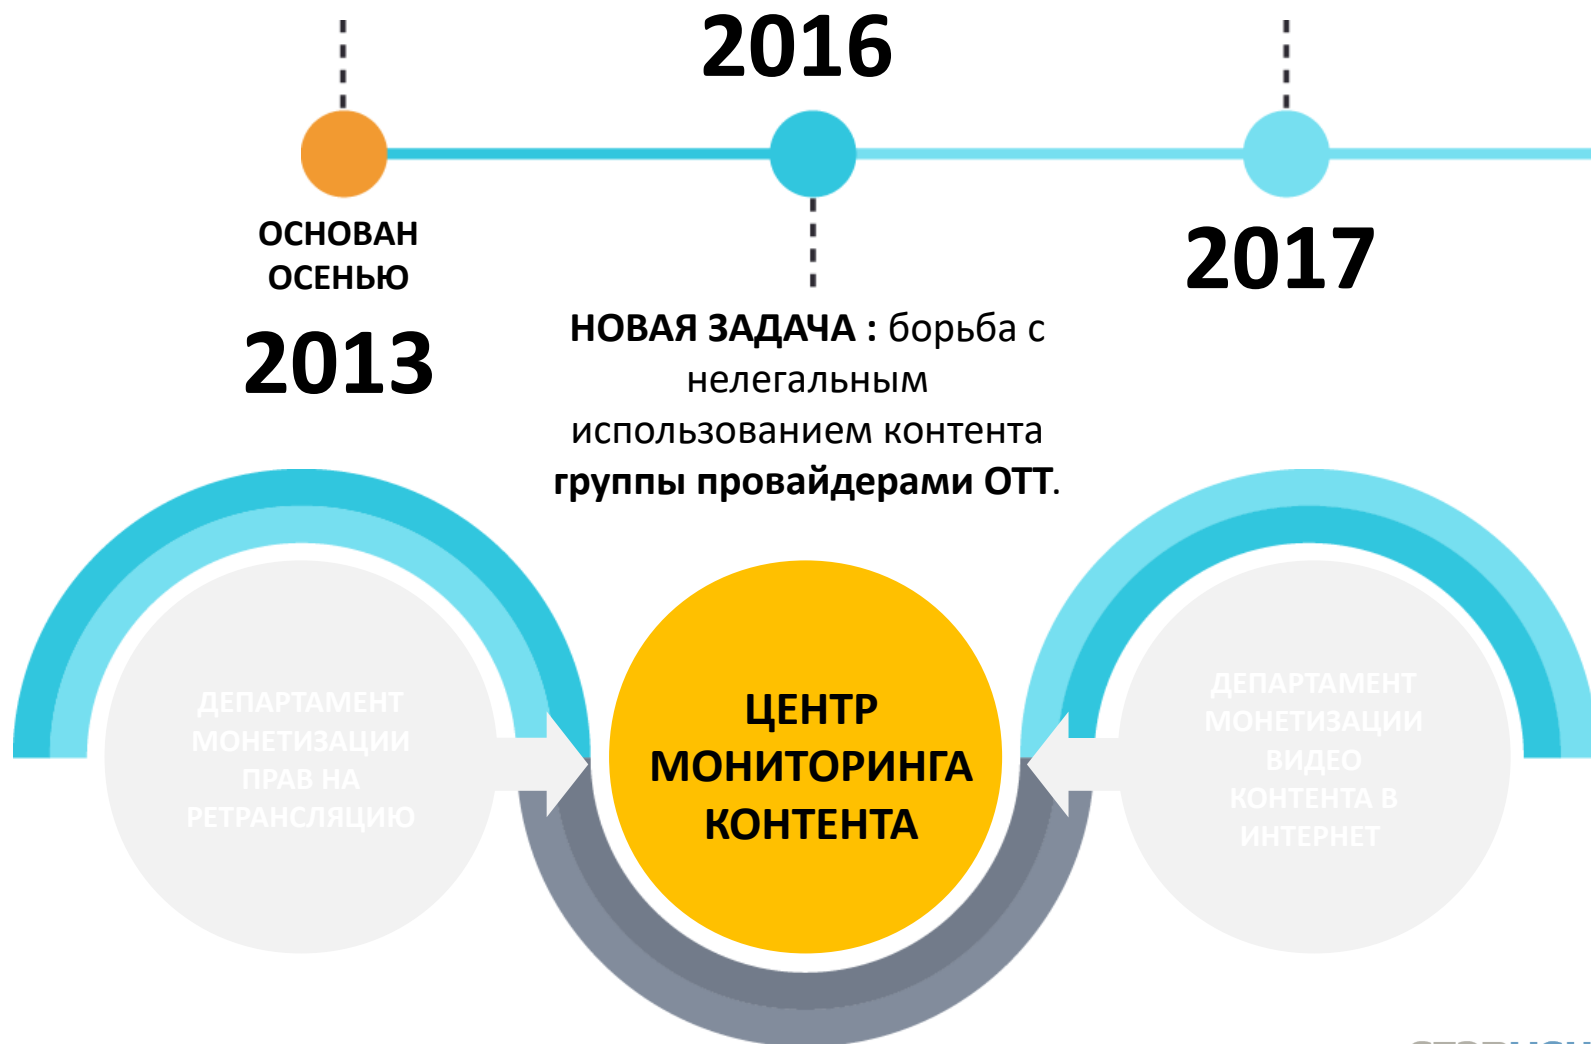 2016
ОСНОВАН
ОСЕНЬЮ
2013
НОВАЯ ЗАДАЧА : борьба с
нелегальным
использованием контента
группы провайдерами ОТТ.
2017
ДЕПАРТАМЕНТ
МОНЕТИЗАЦИИ
ПРАВ НА
РЕТРАНСЛЯЦИЮ
ЦЕНТР
МОНИТОРИНГА
КОНТЕНТА
ДЕПАРТАМЕНТ
МОНЕТИЗАЦИИ
ВИДЕО
КОНТЕНТА В
ИНТЕРНЕТ